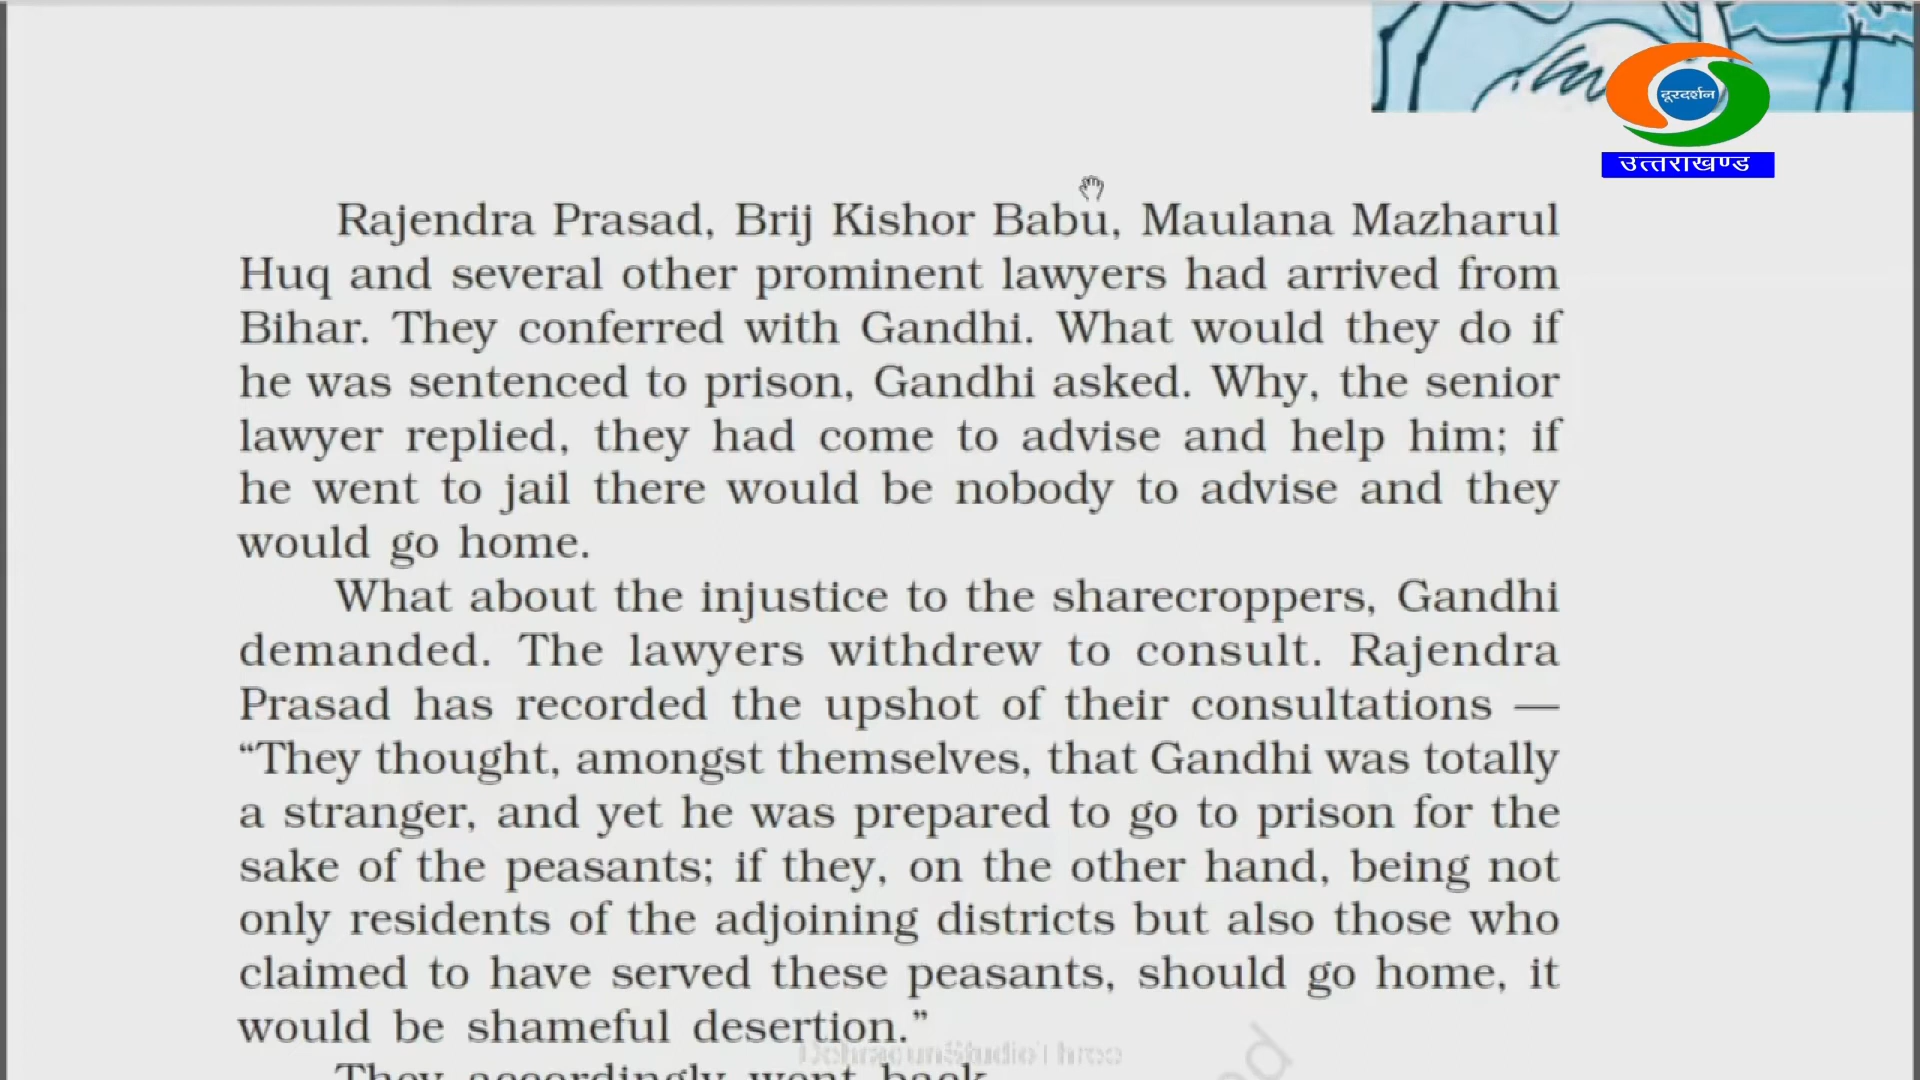 दूरदर्शन
उत्तराखण्ड
Rajendra Prasad, Brij Kishor Babu, Maulana Mazharul
Huq and several other prominent lawyers had arrived from
Bihar. They conferred with Gandhi. What would they do if
he was sentenced to prison, Gandhi asked. Why, the senior
lawyer replied, they had come to advise and help him; if
he went to jail there would be nobody to advise and they
would go home.
What about the injustice to the sharecroppers, Gandhi
demanded. The lawyers withdrew to consult. Rajendra
Prasad has recorded the upshot of their consultations —
“They thought, amongst themselves, that Gandhi was totally
a stranger, and yet he was prepared to go to prison for the
sake of the peasants; if they, on the other hand, being not
only residents of the adjoining districts but also those who
claimed to have served these peasants, should go home, it
would be shameful desertion.”
DehradunStudioThree
They accordingly went back